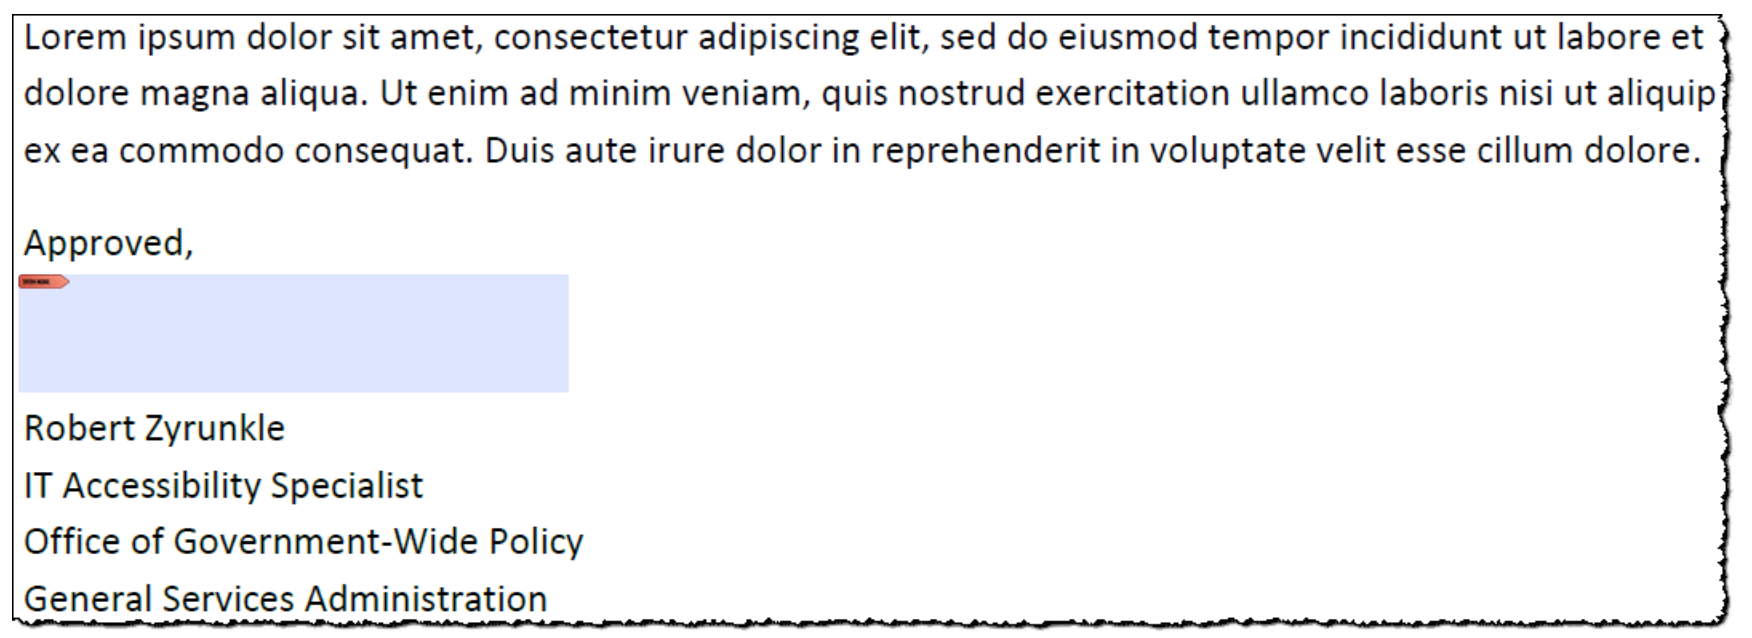 Lorem ipsum dolor sit amet, consectetur adipiscing elit, sed do eiusmod tempor incididunt ut labore et
dolore magna aliqua. Ut enim ad minim veniam, quis nostrud exercitation ullamco laboris nisi ut aliquip
ex ea commodo consequat. Duis aute irure dolor in reprehenderit in voluptate velit esse cillum dolore.
Approved,
Robert Zyrunkle
IT Accessibility Specialist
Office of Government-Wide Policy
General Services Administration